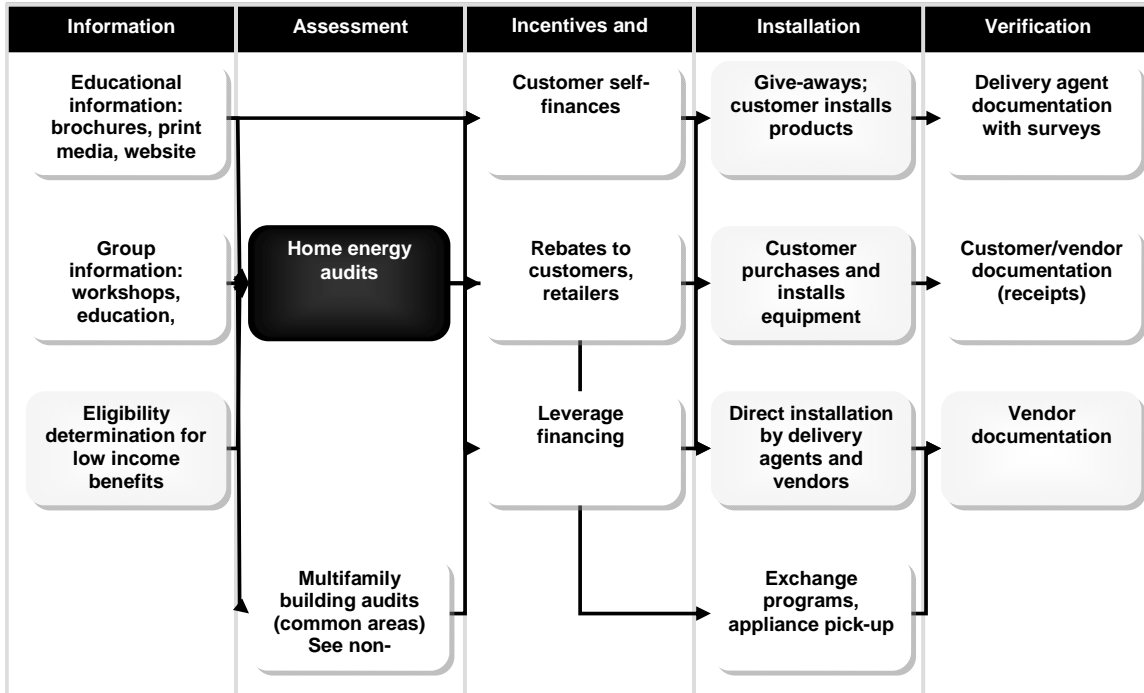 Information
Assessment
Incentives and
Installation
Verification
Educational
information:
brochures, print
media, website
Customer self-
finances
Give-aways;
customer installs
products
Delivery agent
documentation
with surveys
Group
information:
workshops,
education,
Home energy
audits
Rebates to
customers,
retailers
Customer
purchases and
installs
equipment
Customer/vendor
documentation
(receipts)
Eligibility
determination for
low income
benefits
Leverage
financing
Direct installation
by delivery
agents and
vendors
Vendor
documentation
Multifamily
building audits
(common areas)
See non-
Exchange
programs,
appliance pick-up